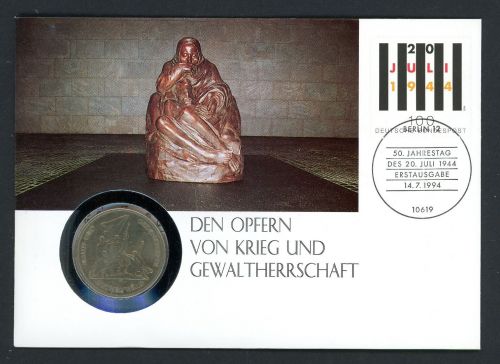 20
JULI
1944
100
DEUTSCHE BUNDESPOST
BERLIN 12
50. JAHRESTAG
DES 20. JULI 1944
ERSTAUSGABE
14.7.1994
10619
DEN OPFERN
VON KRIEG UND
GEWALTHERRSCHAFT